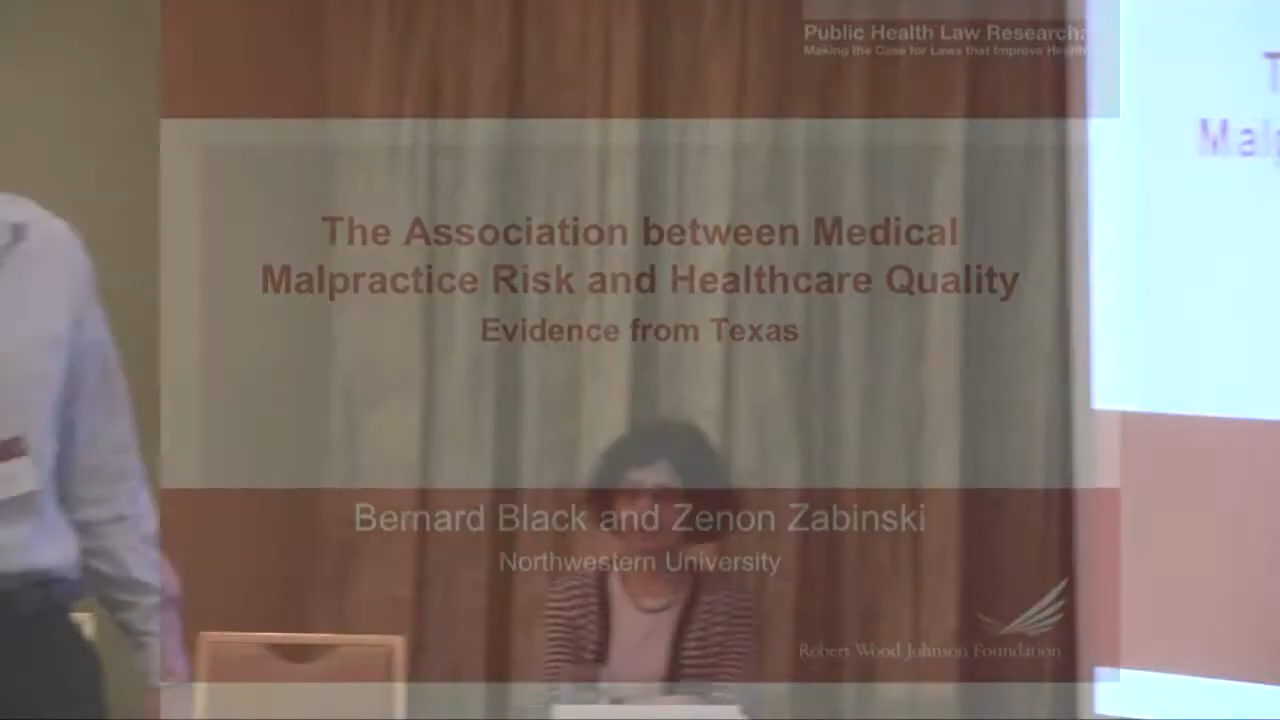 Public Health Law Research:
Making the Case for Laws that Improve Health
The Association between Medical
Malpractice Risk and Healthcare Quality
Evidence from Texas
Bernard Black and Zenon Zabinski
Northwestern University
Robert Wood Johnson Foundation